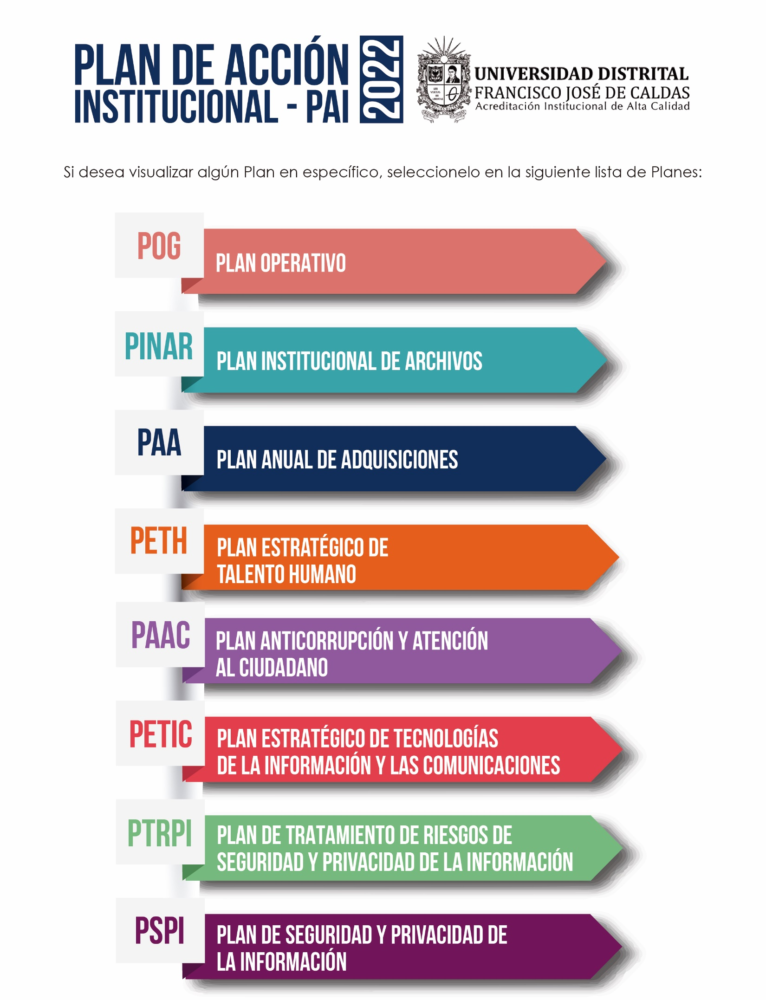 PLAN DE ACCIÓN
INSTITUCIONAL - PAI
2022
UNIVERSIDAD DISTRITAL
FRANCISCO JOSÉ DE CALDAS
Acreditación Institucional de Alta Calidad
Si desea visualizar algún Plan en específico, seleccionelo en la siguiente lista de Planes:
POG
PLAN OPERATIVO
PINAR
PLAN INSTITUCIONAL DE ARCHIVOS
PAA
PLAN ANUAL DE ADQUISICIONES
PETH
PLAN ESTRATÉGICO DE
TALENTO HUMANO
PAAC
PLAN ANTICORRUPCIÓN Y ATENCIÓN
AL CIUDADANO
PETIC
PLAN ESTRATÉGICO DE TECNOLOGÍAS
DE LA INFORMACIÓN Y LAS COMUNICACIONES
PTRPI
PLAN DE TRATAMIENTO DE RIESGOS DE
SEGURIDAD Y PRIVACIDAD DE LA INFORMACIÓN
PSPI
PLAN DE SEGURIDAD Y PRIVACIDAD DE
LA INFORMACIÓN